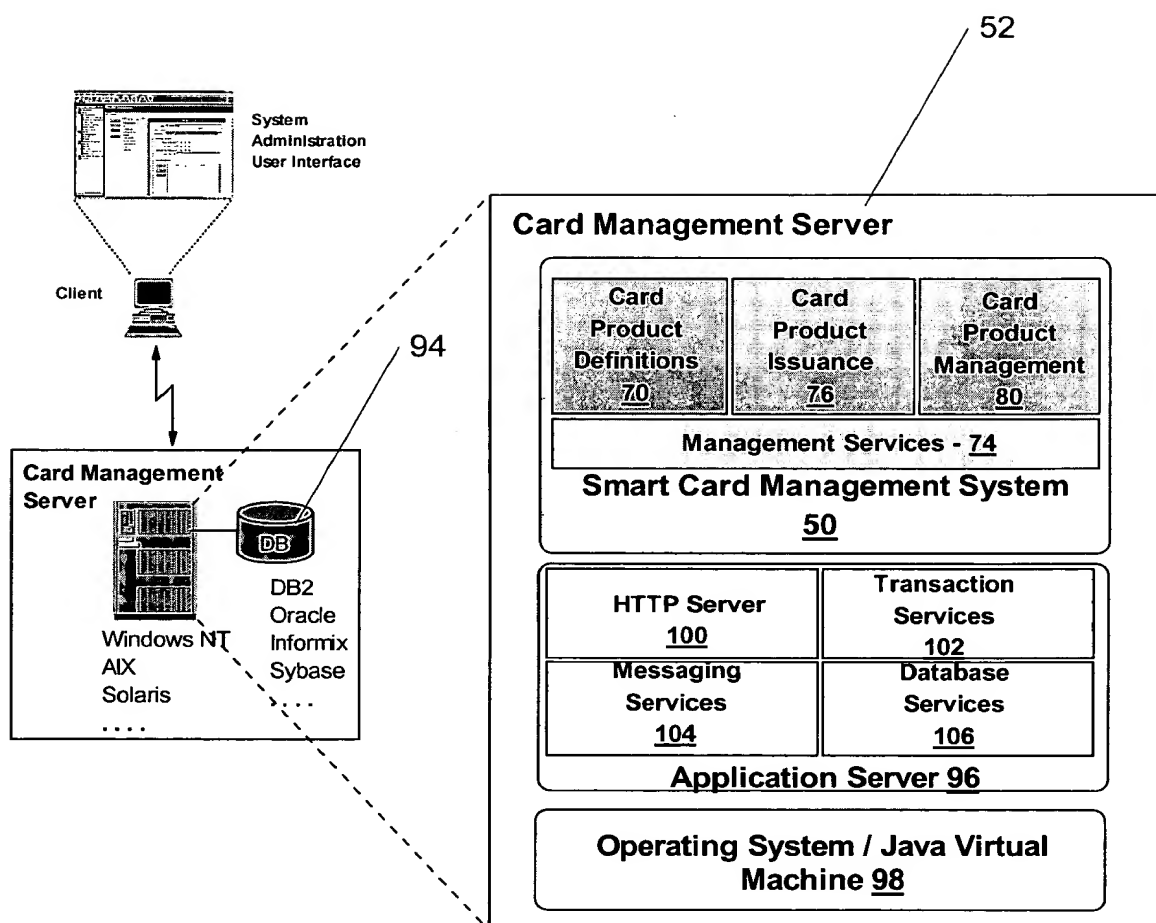 52
System
Administration
User Interface
Client
94
Card Management
Server
DB
Windows NT
AIX
Solaris
. . . .
DB2
Oracle
Informix
Sybase
. . . . .
Card Management Server
Card
Product
Definitions
70
Card
Product
Issuance
76
Card
Product
Management
80
Management Services - 74
Smart Card Management System
50
HTTP Server
100
Transaction
Services
102
Messaging
Services
104
Database
Services
106
Application Server 96
Operating System / Java Virtual
Machine 98